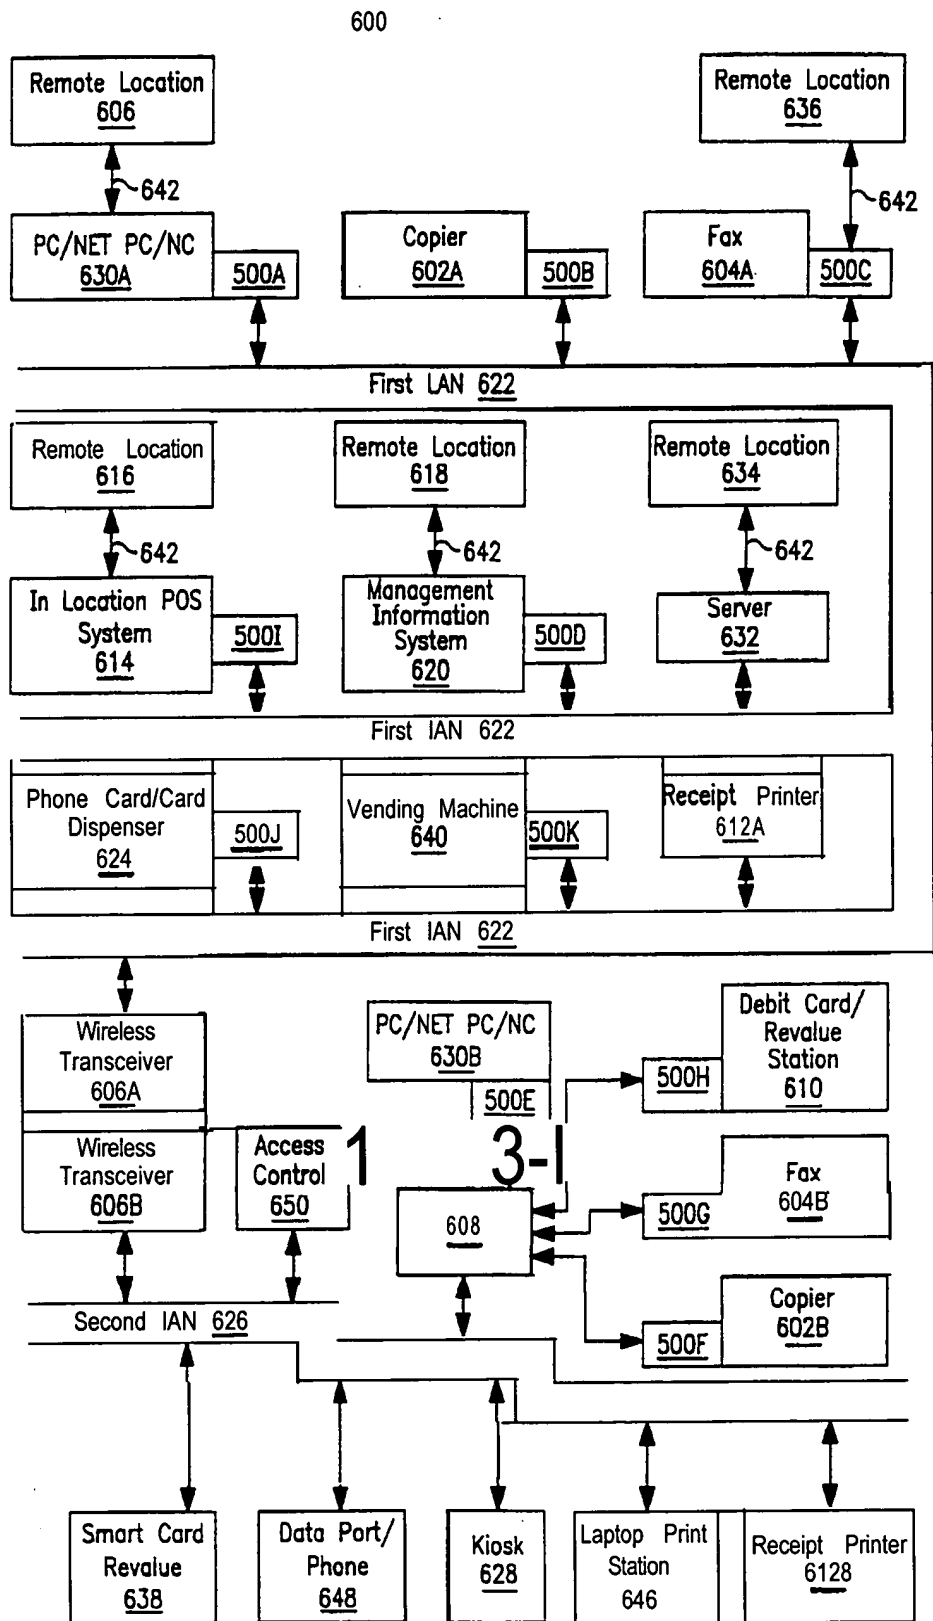 600
Remote Location
606
Remote Location
636
642
642
PC/NET PC/NC
630A
500A
Copier
602A
500B
Fax
604A
500C
First LAN 622
Remote Location
616
Remote Location
618
Remote Location
634
642
642
642
In Location POS
System
614
500I
Management
Information
System
620
500D
Server
632
First IAN 622
Phone Card/Card
Dispenser
624
500J
Vending Machine
640
500K
Receipt Printer
612A
First IAN 622
Wireless
Transceiver
606A
PC/NET PC/NC
630B
500E
500H
Debit Card/
Revalue
Station
610
Wireless
Transceiver
606B
Access
Control
650
1
3-1
608
500G
Fax
604B
Second IAN 626
500F
Copier
602B
Smart Card
Revalue
638
Data Port/
Phone
648
Kiosk
628
Laptop Print
Station
646
Receipt Printer
6128